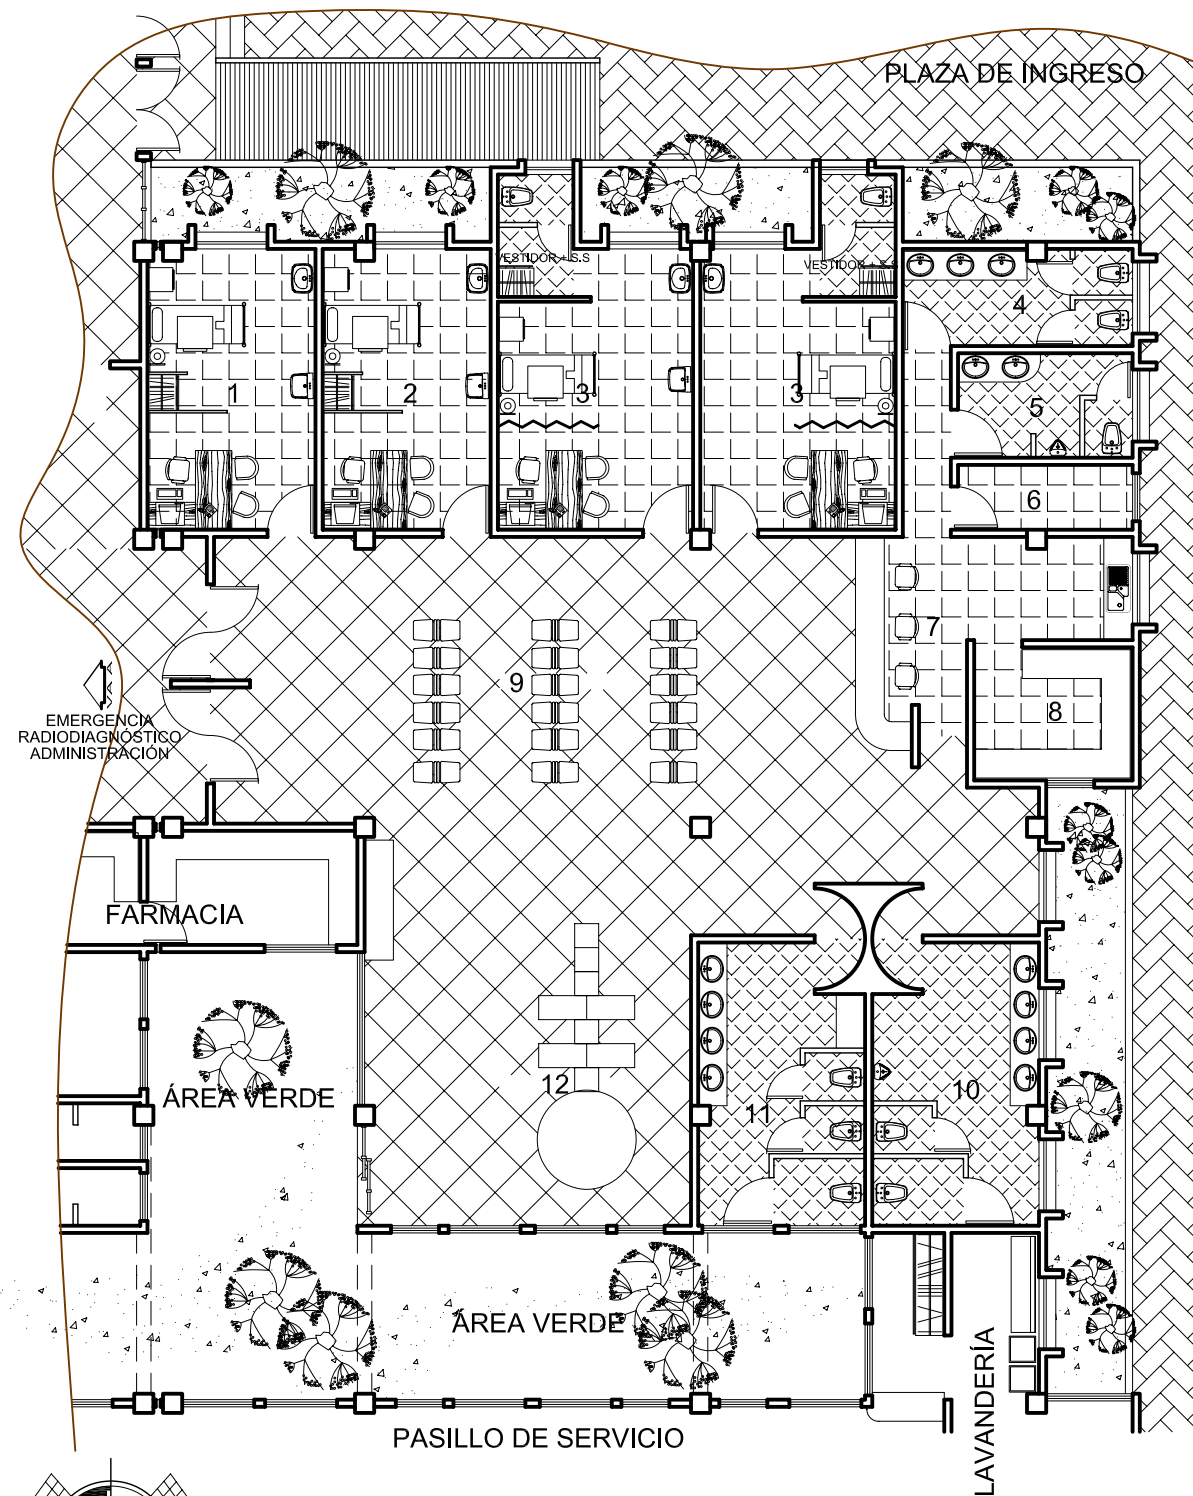 PLAZA DE INGRESO
VESTIDOR + S.S
VESTIDOR + S.S
4
1
2
3
3
5
6
7
9
8
EMERGENCIA
RADIODIAGNÓSTICO
ADMINISTRACIÓN
FARMACIA
12
ÁREA VERDE
11
10
ÁREA VERDE
LAVANDERÍA
PASILLO DE SERVICIO